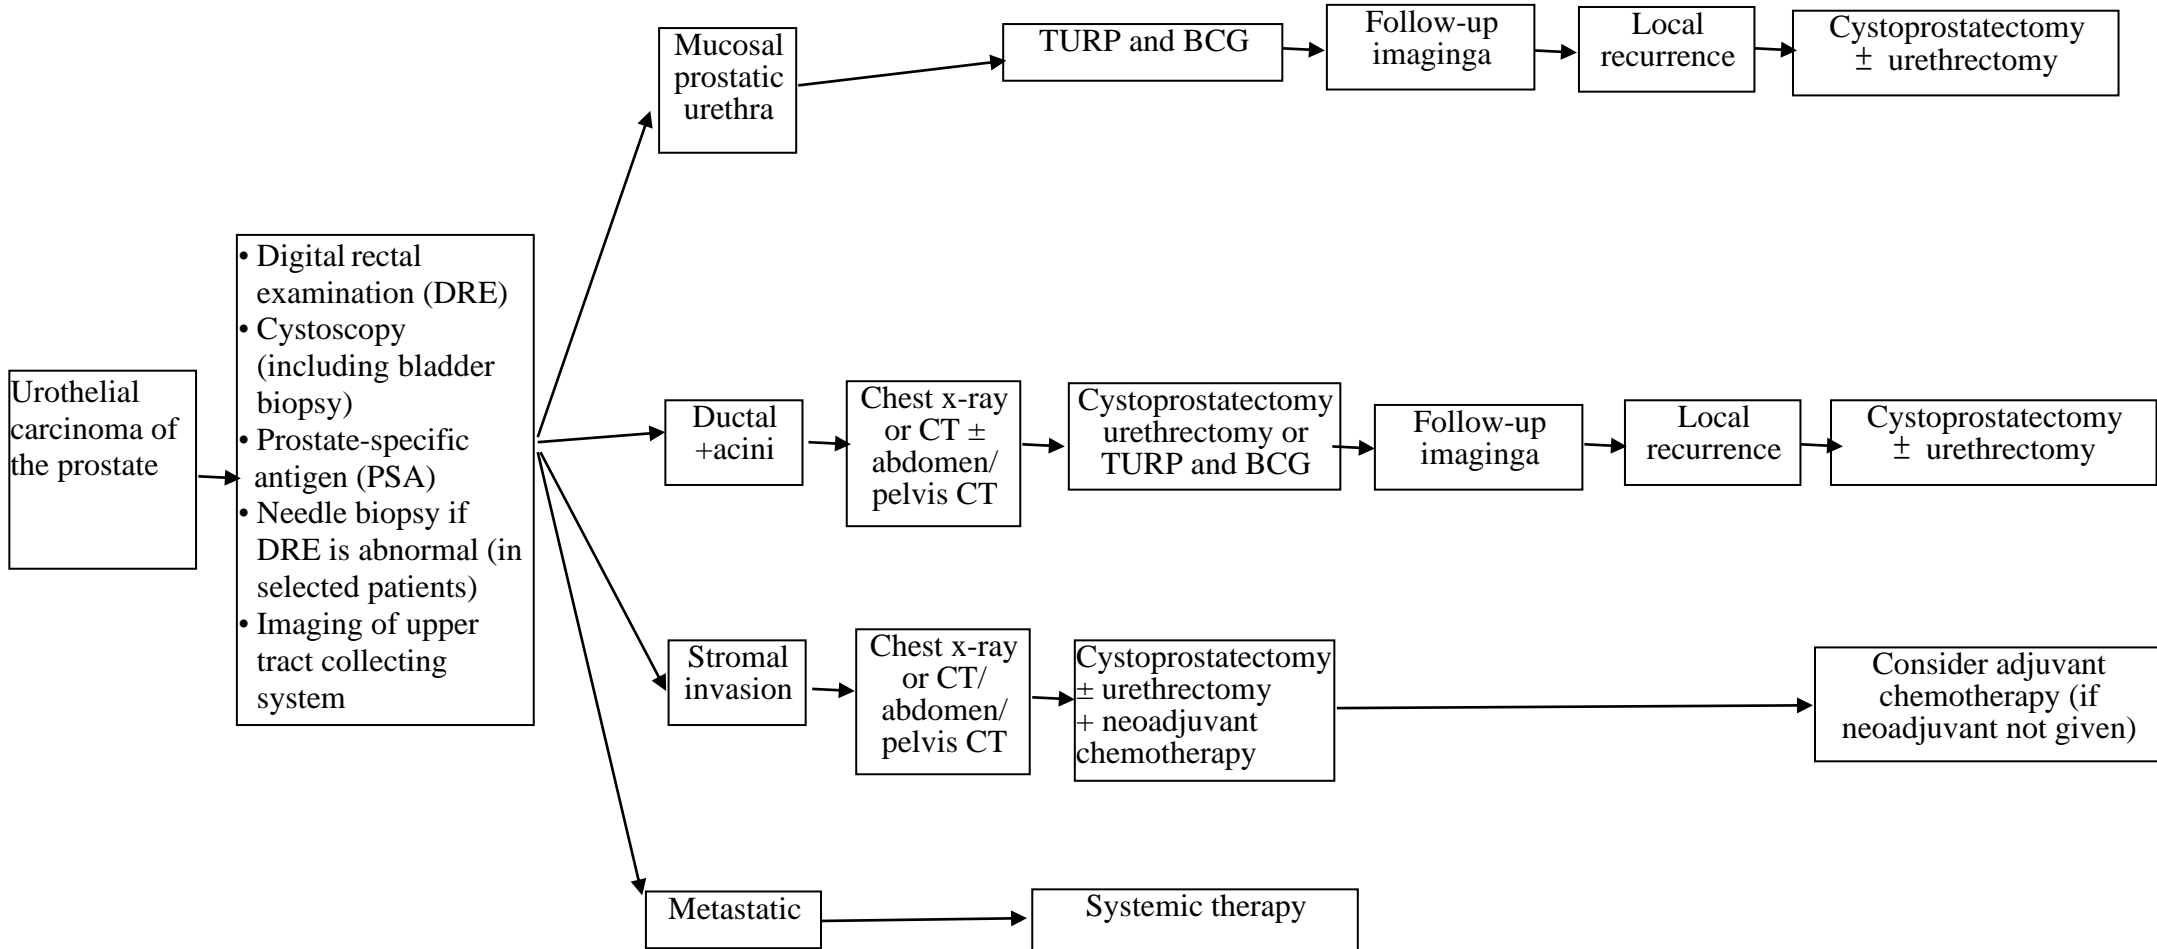 Urothelial
carcinoma of
the prostate
• Digital rectal
examination (DRE)
• Cystoscopy
(including bladder
biopsy)
• Prostate-specific
antigen (PSA)
• Needle biopsy if
DRE is abnormal (in
selected patients)
• Imaging of upper
tract collecting
system
Mucosal
prostatic
urethra
TURP and BCG
Follow-up
imaginga
Local
recurrence
Cystoprostatectomy
± urethrectomy
Ductal
+acini
Chest x-ray
or CT ±
abdomen/
pelvis CT
Cystoprostatectomy
urethrectomy or
TURP and BCG
Follow-up
imaginga
Local
recurrence
Cystoprostatectomy
± urethrectomy
Stromal
invasion
Chest x-ray
or CT/
abdomen/
pelvis CT
Cystoprostatectomy
± urethrectomy
+ neoadjuvant
chemotherapy
Consider adjuvant
chemotherapy (if
neoadjuvant not given)
Metastatic
Systemic therapy